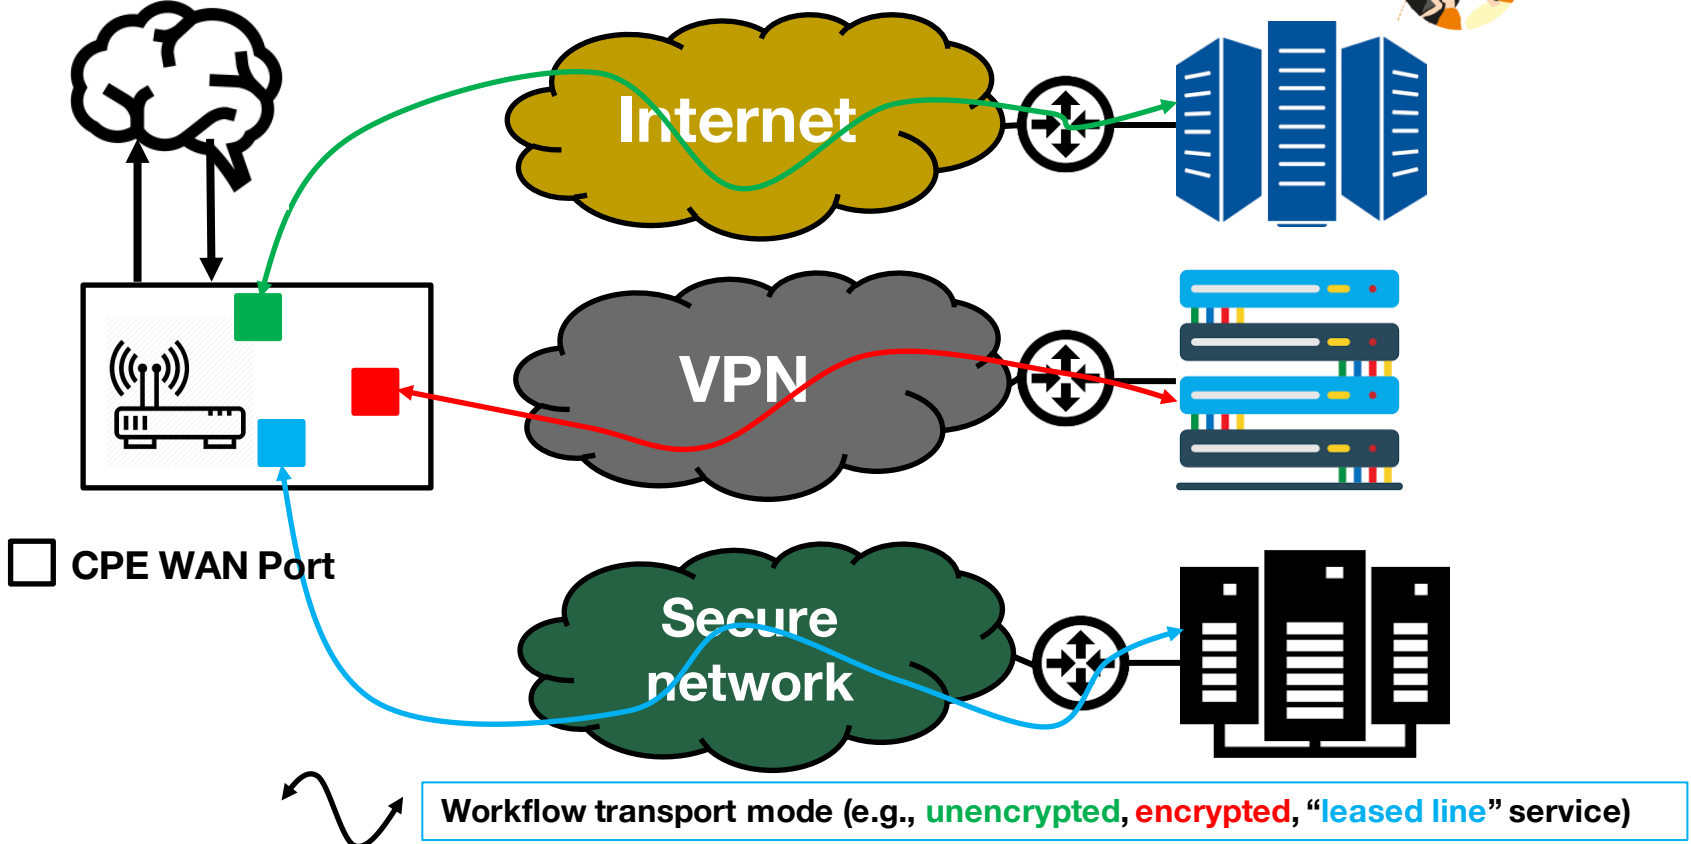 Internet
VPN
CPE WAN Port
Secure
network
Workflow transport mode (e.g., unencrypted, encrypted, “leased line” service)